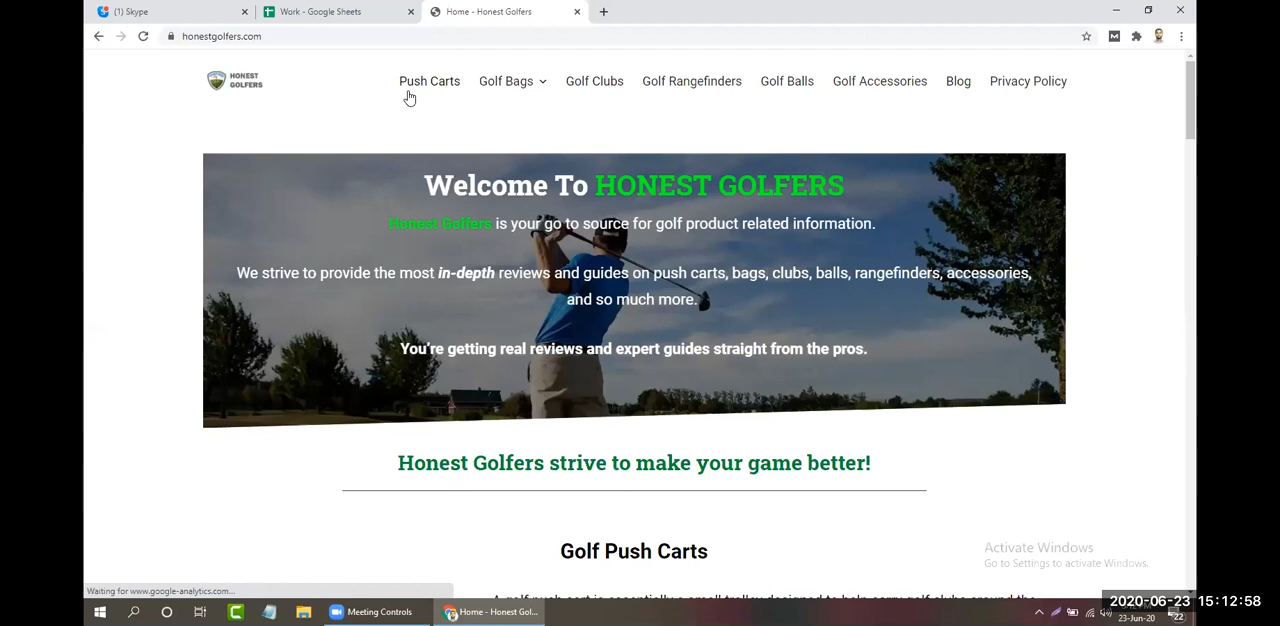 (1) Skype
Work - Google Sheets
Home - Honest Golfers
honestgolfers.com
HONEST
GOLFERS
Push Carts
Golf Bags
Golf Clubs
Golf Rangefinders
Golf Balls
Golf Accessories
Blog
Privacy Policy
Welcome To HONEST GOLFERS
Honest Golfers is your go to source for golf product related information.
We strive to provide the most in-depth reviews and guides on push carts, bags, clubs, balls, rangefinders, accessories,
and so much more.
You're getting real reviews and expert guides straight from the pros.
Honest Golfers strive to make your game better!
Golf Push Carts
Activate Windows
Go to Settings to activate Windows.
Waiting for www.google-analytics.com...
Meeting Controls
Home - Honest Gol...
2020-06-23 15:12:58
23-Jun-20
22